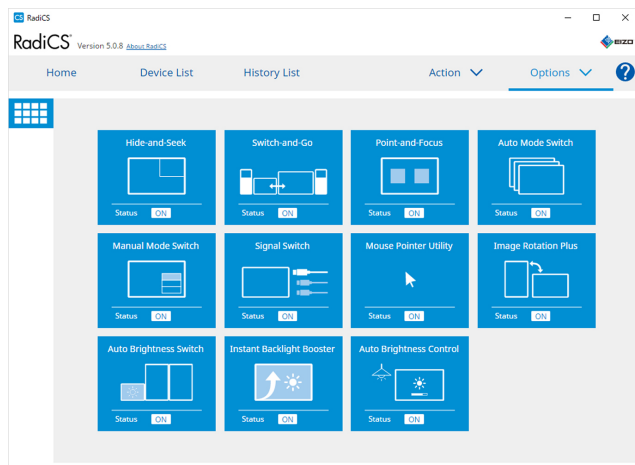 CS RadiCS
RadiCS Version 5.0.8 About RadiCS
EIZO
Home Device List History List Action Options ?
Hide-and-Seek Switch-and-Go Point-and-Focus Auto Mode Switch
Status ON Status ON Status ON Status ON
Manual Mode Switch Signal Switch Mouse Pointer Utility Image Rotation Plus
Status ON Status ON Status ON Status ON
Auto Brightness Switch Instant Backlight Booster Auto Brightness Control
Status ON Status ON Status ON